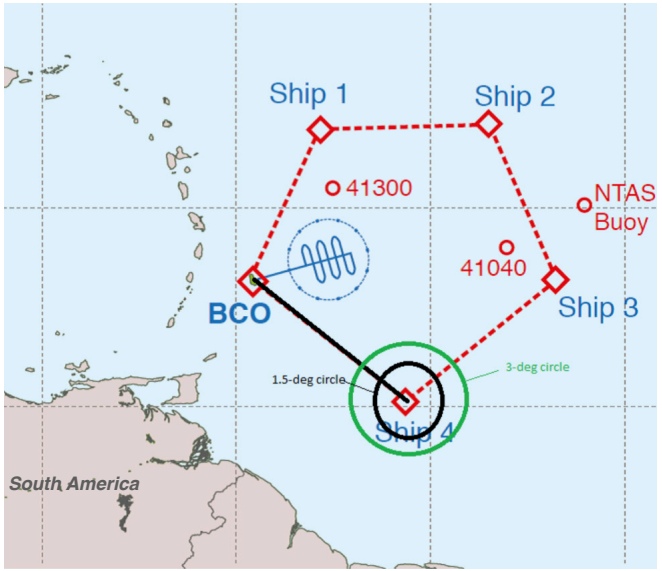 Ship 1
Ship 2
41300
NTAS
Buoy
41040
BCO
Ship 3
1.5-deg circle
3-deg circle
Ship 4
South America